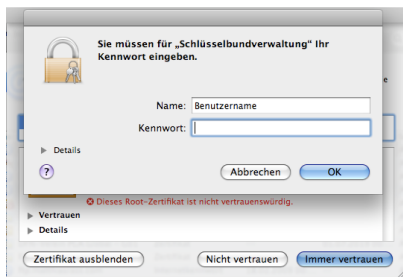 Sie müssen für „Schlüsselbundverwaltung" Ihr
Kennwort eingeben.
Name: Benutzername
Kennwort:
Details
?
Abbrechen
OK
Dieses Root-Zertifikat ist nicht vertrauenswürdig.
Vertrauen
Details
Zertifikat ausblenden
Nicht vertrauen
Immer vertrauen